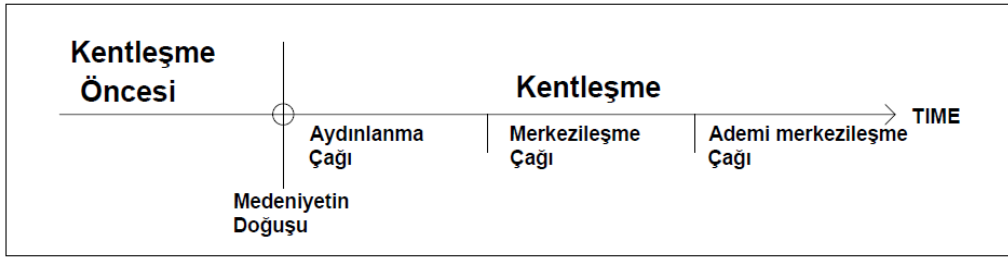 Kentleşme
Öncesi
Kentleşme
TIME
Aydınlanma
Çağı
Merkezileşme
Çağı
Ademi merkezileşme
Çağı
Medeniyetin
Doğuşu